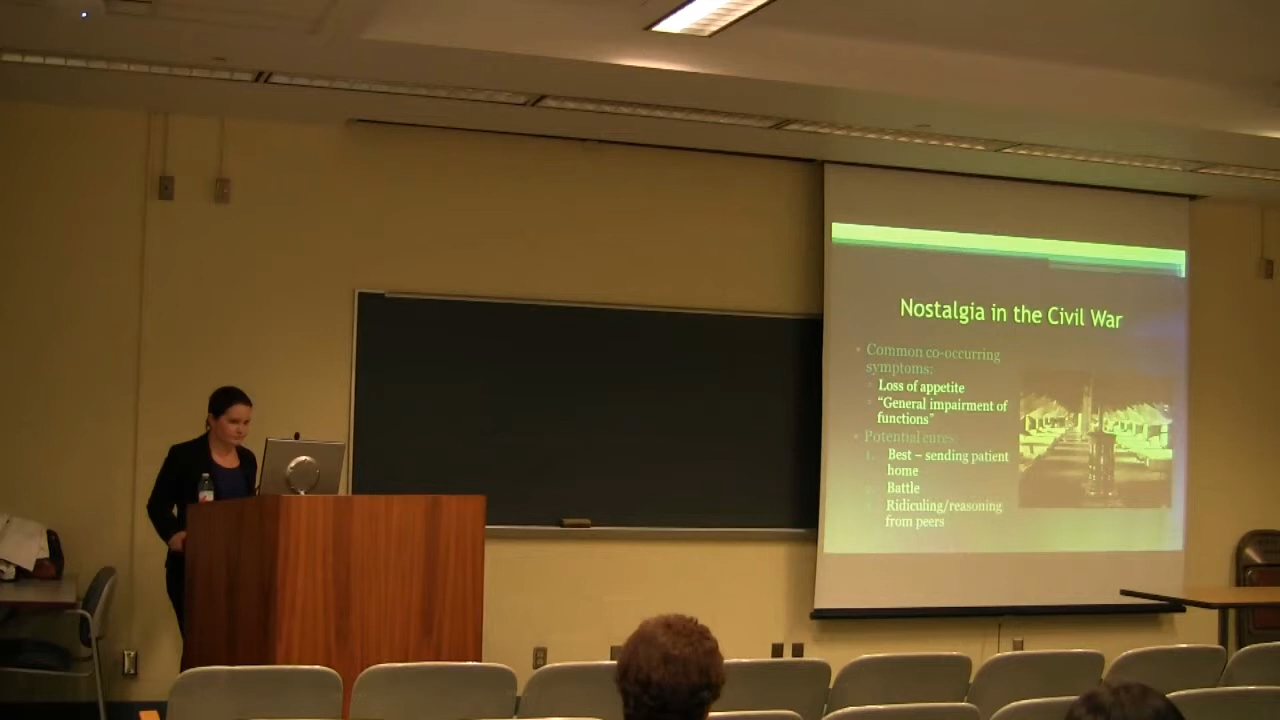 Nostalgia in the Civil War
Common co-occurring
symptoms:
Loss of appetite
“General impairment of
functions”
Potential cures:
1. Best – sending patient
home
Battle
Ridiculing/reasoning
from peers